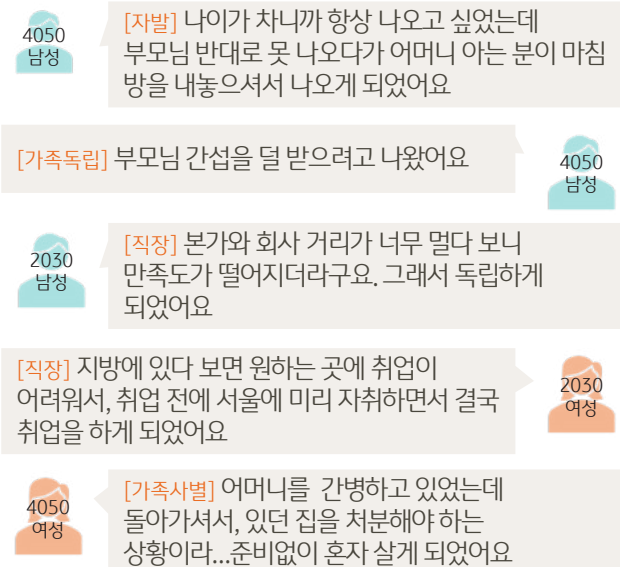 4050
남성
[자발] 나이가 차니까 항상 나오고 싶었는데
부모님 반대로 못 나오다가 어머니 아는 분이 마침
방을 내놓으셔서 나오게 되었어요
[가족독립] 부모님 간섭을 덜 받으려고 나왔어요
4050
남성
2030
남성
[직장] 본가와 회사 거리가 너무 멀다 보니
만족도가 떨어지더라구요. 그래서 독립하게
되었어요
[직장] 지방에 있다 보면 원하는 곳에 취업이
어려워서, 취업 전에 서울에 미리 자취하면서 결국
취업을 하게 되었어요
2030
여성
4050
여성
[가족사별] 어머니를 간병하고 있었는데
돌아가셔서, 있던 집을 처분해야 하는
상황이라...준비없이 혼자 살게 되었어요